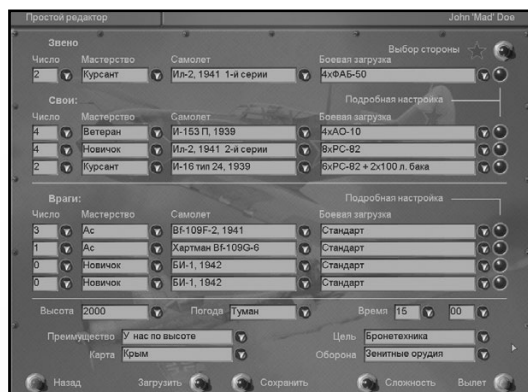 Простой редактор John 'Mad' Doe
Звено
Выбор стороны
Число Мастерство Самолет Боевая загрузка
2 Курсант Ил-2, 1941 1-й серии 4хФАБ-50
Свои: Подробная настройка
Число Мастерство Самолет Боевая загрузка
4 Ветеран И-153 П, 1939 4хАО-10
4 Новичок Ил-2, 1941 2-й серии 8хРС-82
2 Курсант И-16 тип 24, 1939 6хРС-82 + 2х100 л. бака
Враги: Подробная настройка
Число Мастерство Самолет Боевая загрузка
3 Ас Bf-109F-2, 1941 Стандарт
1 Ас Хартман Bf-109G-6 Стандарт
0 Новичок БИ-1, 1942 Стандарт
0 Новичок БИ-1, 1942 Стандарт
Высота 2000 Погода Туман Время 15 00
Преимущество У нас по высоте Цель Бронетехника
Карта Крым Оборона Зенитные орудия
Назад Загрузить Сохранить Сложность Вылет